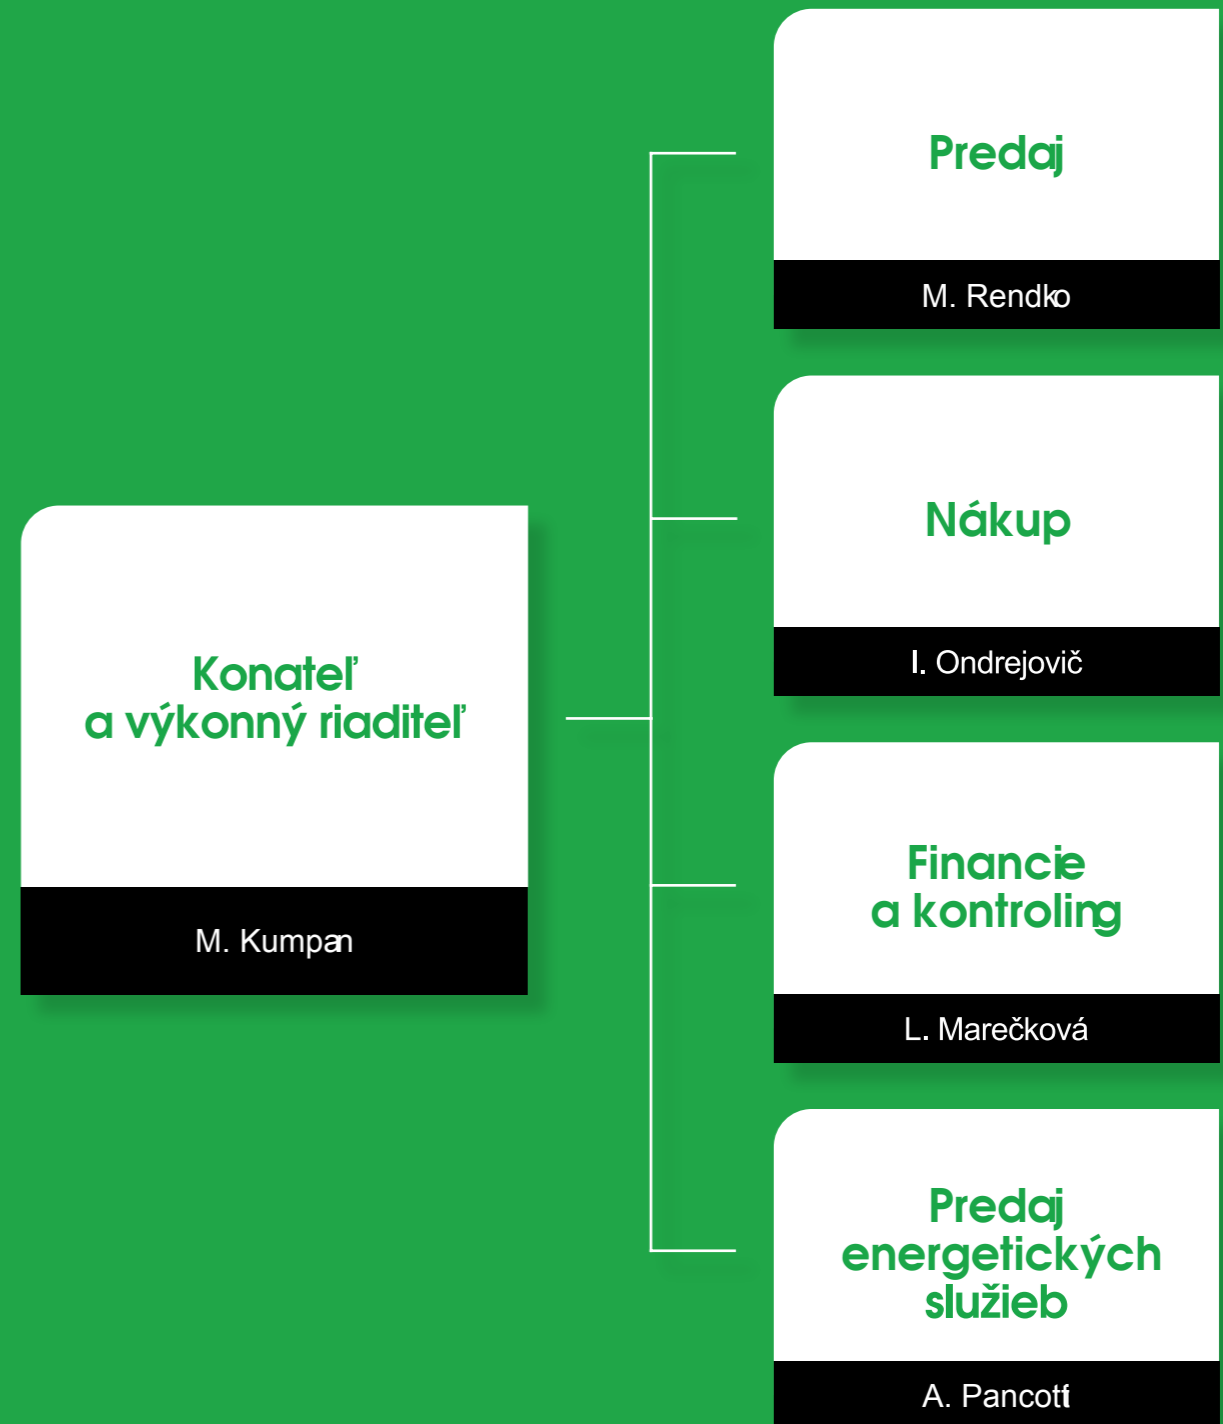 Predaj
M. Rendko
Nákup
I. Ondrejovič
Konateľ
a výkonný riaditeľ
M. Kumpan
Financie
a kontroling
L. Marečková
Predaj
energetických
služieb
A. Pancotti